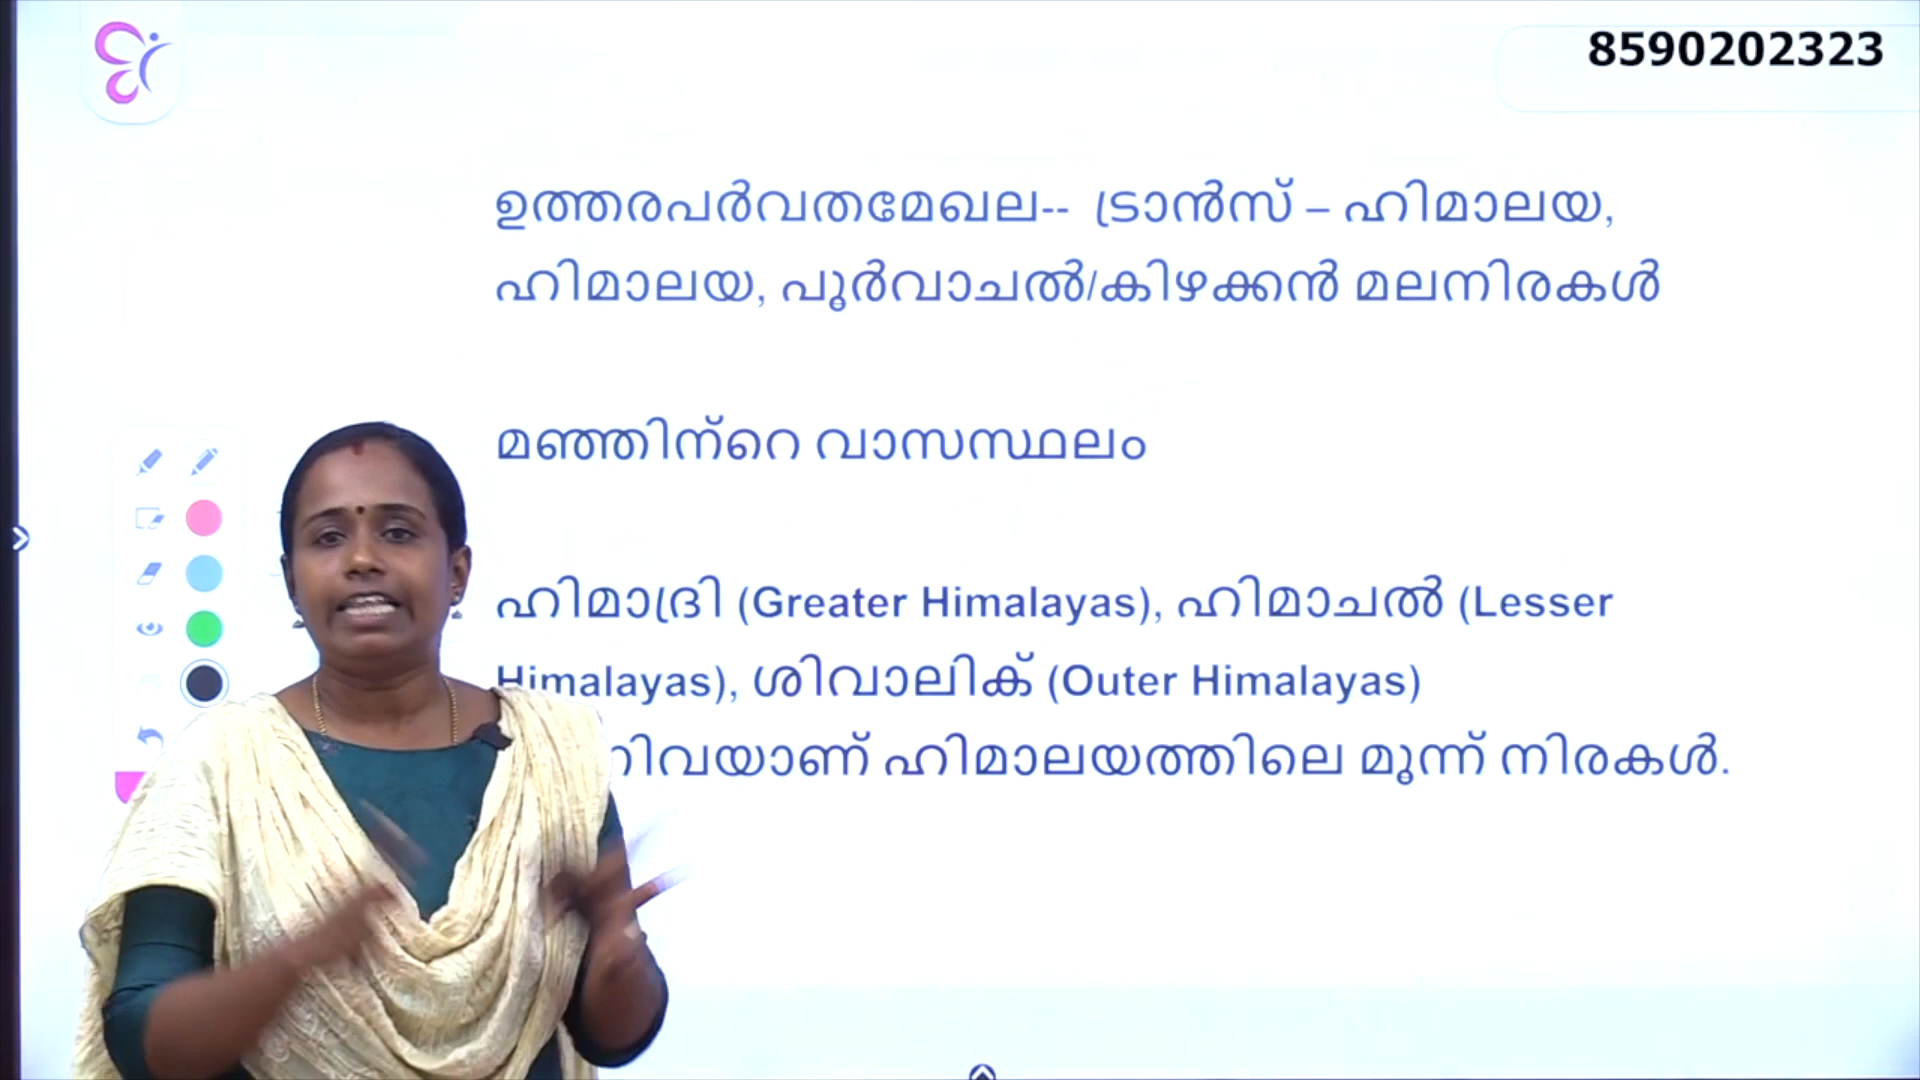 8590202323
ഉത്തരപർവതമേഖല-- ട്രാൻസ് – ഹിമാലയ,
ഹിമാലയ, പൂർവാചൽ/കിഴക്കൻ മലനിരകൾ
മഞ്ഞിന്റെ വാസസ്ഥലം
ഹിമാദ്രി (Greater Himalayas), ഹിമാചൽ (Lesser
Himalayas), ശിവാലിക് (Outer Himalayas)
ഹിമാലയത്തിലെ മൂന്ന് നിരകൾ.